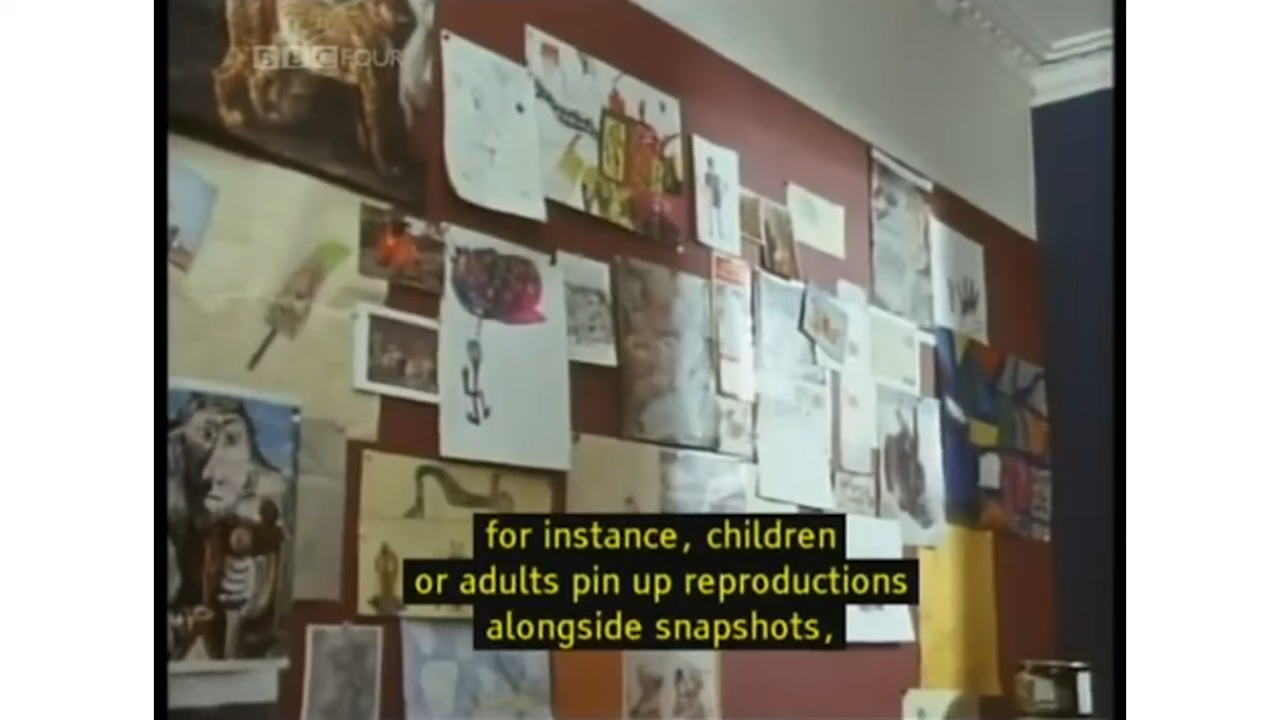 BBC FOUR
for instance, children
or adults pin up reproductions
alongside snapshots,